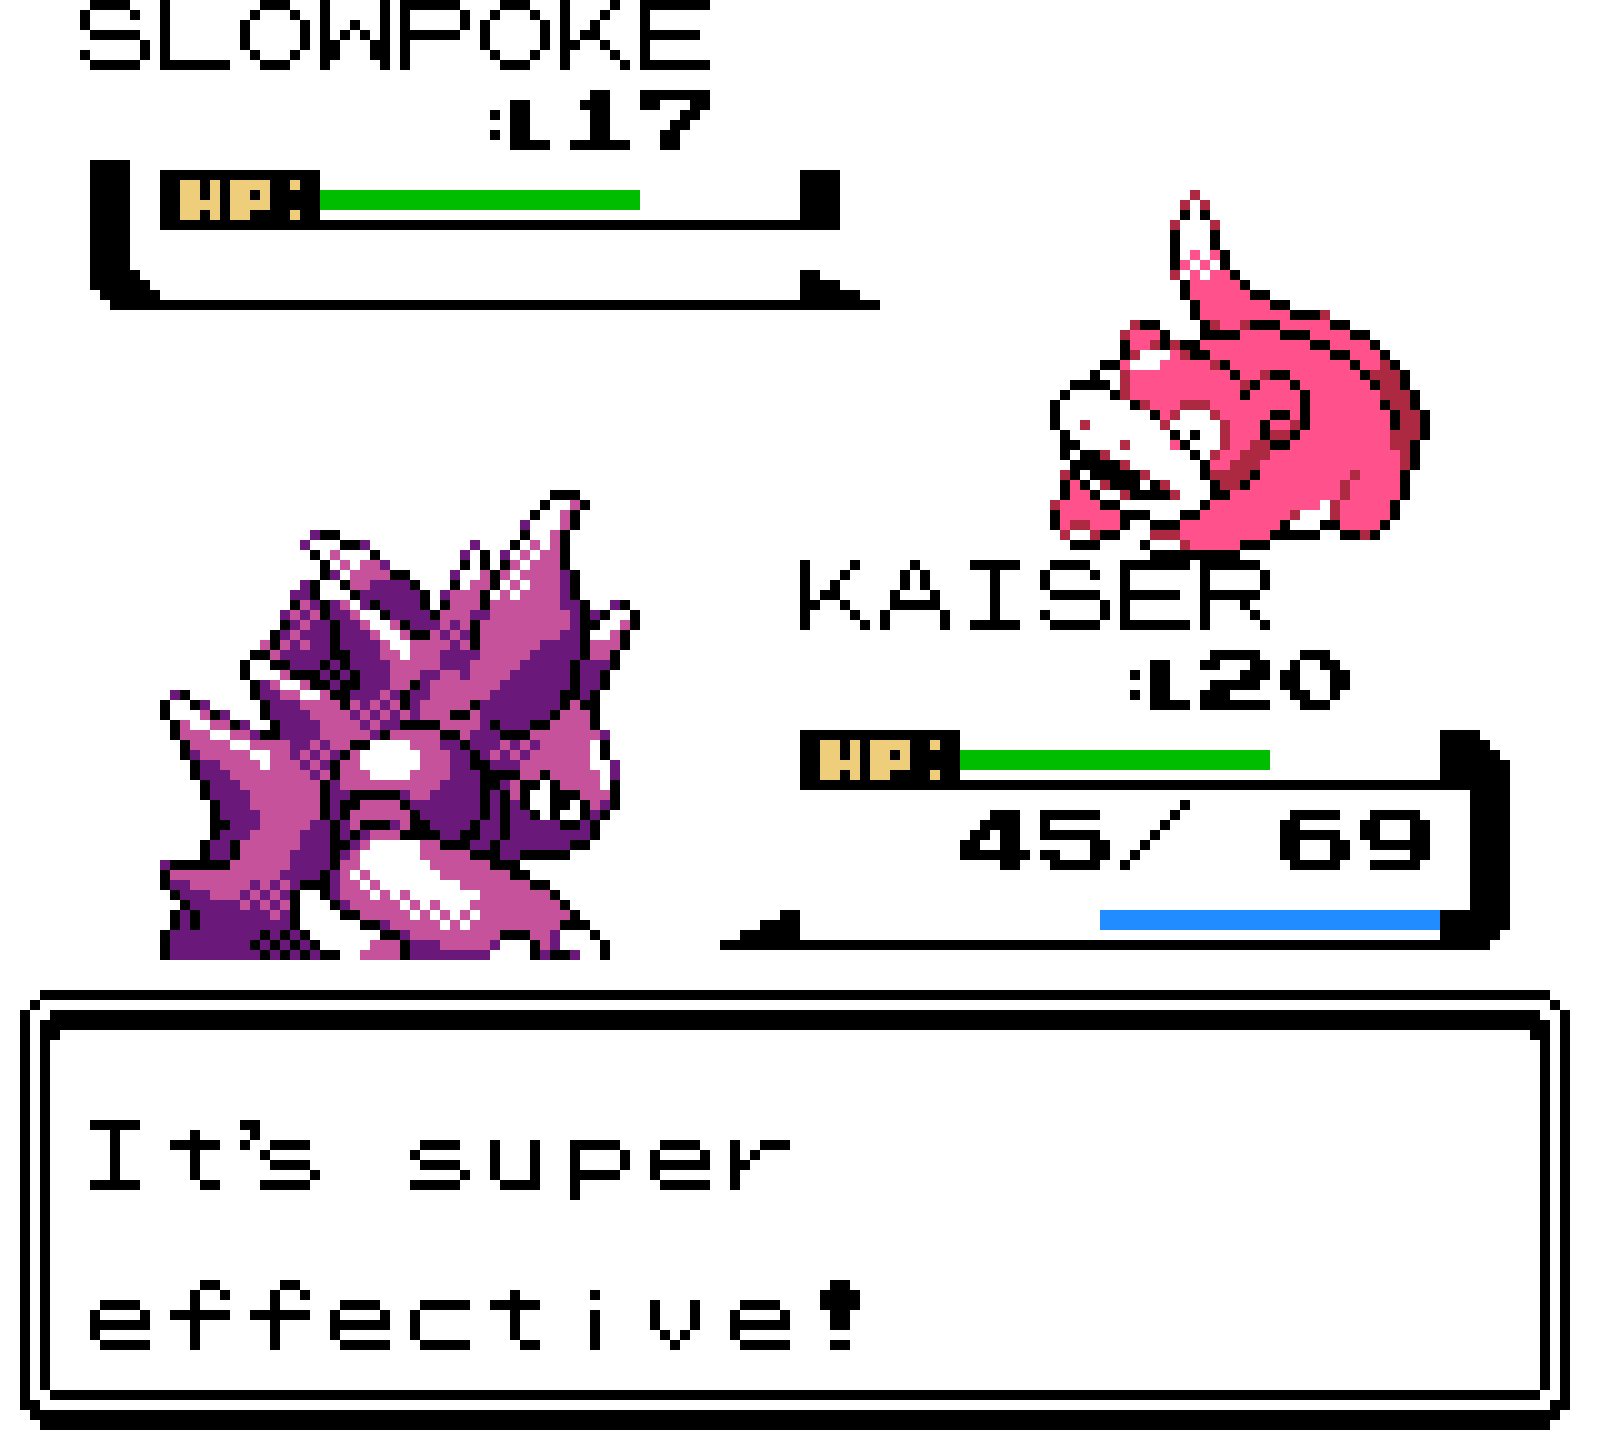 SLOWPOKE
:L17
HP:
KAISER
:L20
HP:
45/ 69
It's super
effective!